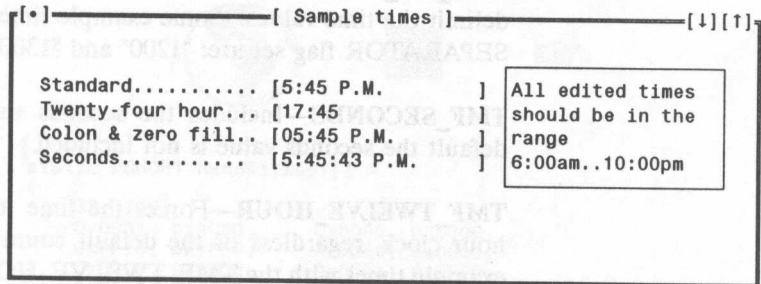 [.] [ Sample times ] [↓][↑]
Standard........... [5:45 P.M. ]
Twenty-four hour... [17:45 ]
Colon & zero fill.. [05:45 P.M. ]
Seconds............ [5:45:43 P.M. ]
All edited times
should be in the
range
6:00am..10:00pm